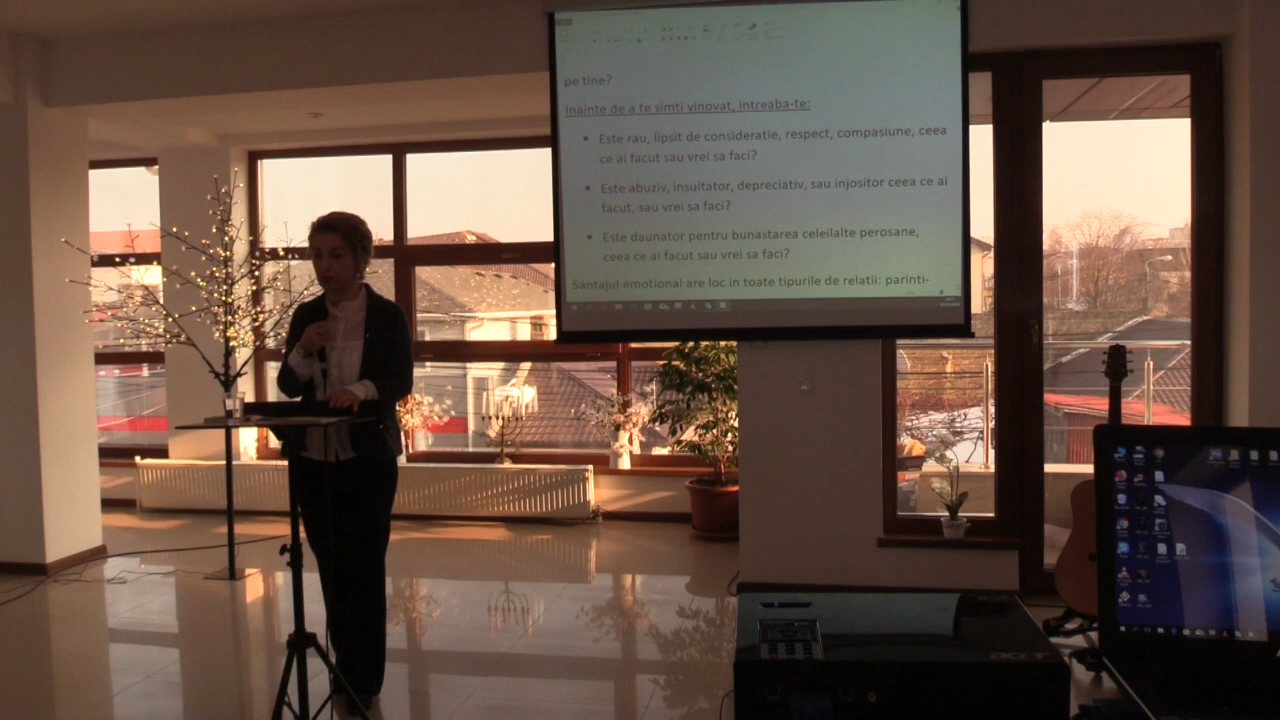 pe tine?
Inainte de a te simti vinovat, intreaba-te:
• Este rau, lipsit de consideratie, respect, compasiune, ceea
ce ai facut sau vrei sa faci?
• Este abuziv, insultator, depreciativ, sau injositor ceea ce ai
facut, sau vrei sa faci?
• Este daunator pentru bunastarea celeilalte perosane,
ceea ce ai facut sau vrei sa faci?
Santajul emotional are loc in toate tipurile de relatii: parinti-
acer